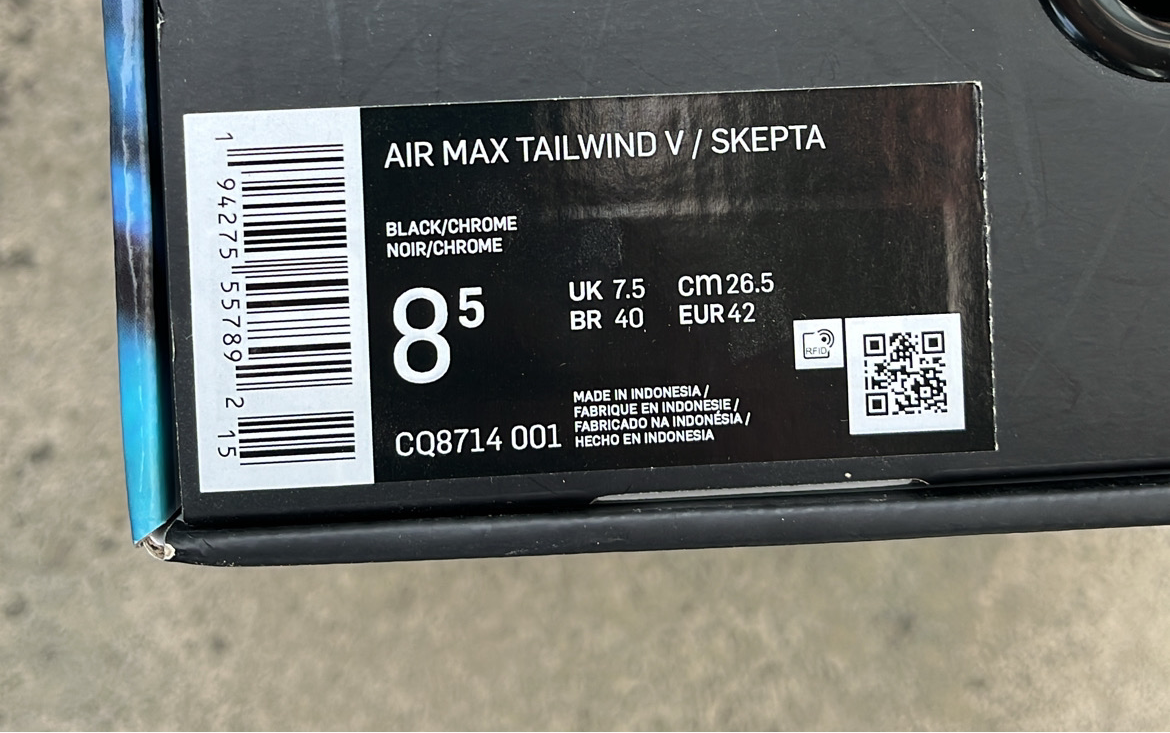 AIR MAX TAILWIND V / SKEPTA
BLACK/CHROME
NOIR/CHROME
8⁵
UK 7.5 cm 26.5
BR 40 EUR 42
RFID
CQ8714 001
MADE IN INDONESIA /
FABRIQUE EN INDONESIE /
FABRICADO NA INDONÉSIA /
HECHO EN INDONESIA
1 94275 55789 2 15